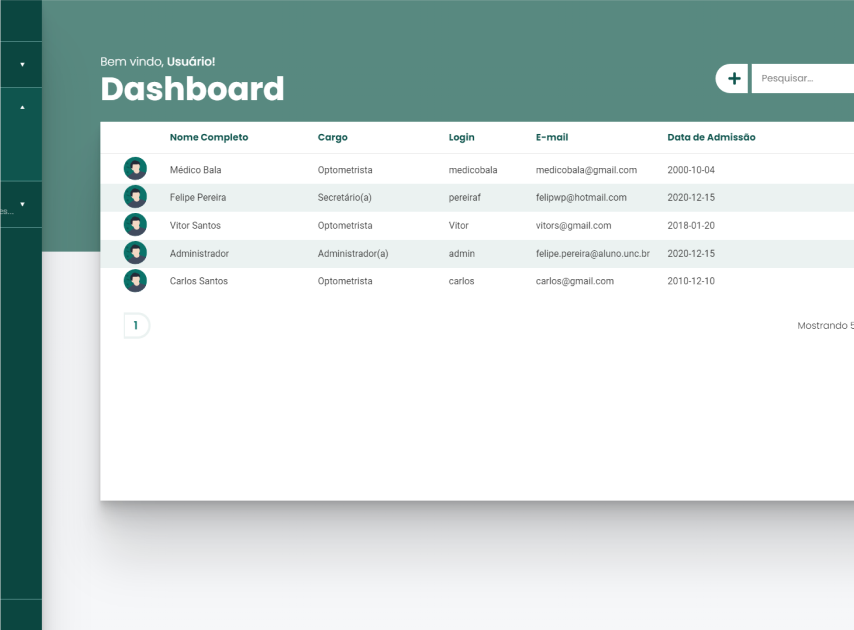 Bem vindo, Usuário!
Dashboard
Pesquisar...
Nome Completo Cargo Login E-mail Data de Admissão
Médico Bala Optometrista medicobala medicobala@gmail.com 2000-10-04
Felipe Pereira Secretário(a) pereiraf felipwp@hotmail.com 2020-12-15
es...
Vitor Santos Optometrista Vitor vitors@gmail.com 2018-01-20
Administrador Administrador(a) admin felipe.pereira@aluno.unc.br 2020-12-15
Carlos Santos Optometrista carlos carlos@gmail.com 2010-12-10
1 Mostrando 5